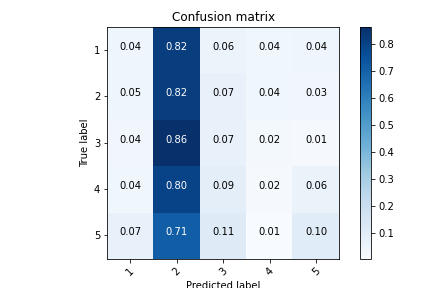 Confusion matrix
1 0.04 0.82 0.06 0.04 0.04
2 0.05 0.82 0.07 0.04 0.03
3 0.04 0.86 0.07 0.02 0.01
4 0.04 0.80 0.09 0.02 0.06
5 0.07 0.71 0.11 0.01 0.10
1 2 3 4 5
True label
Predicted label
0.8
0.7
0.6
0.5
0.4
0.3
0.2
0.1